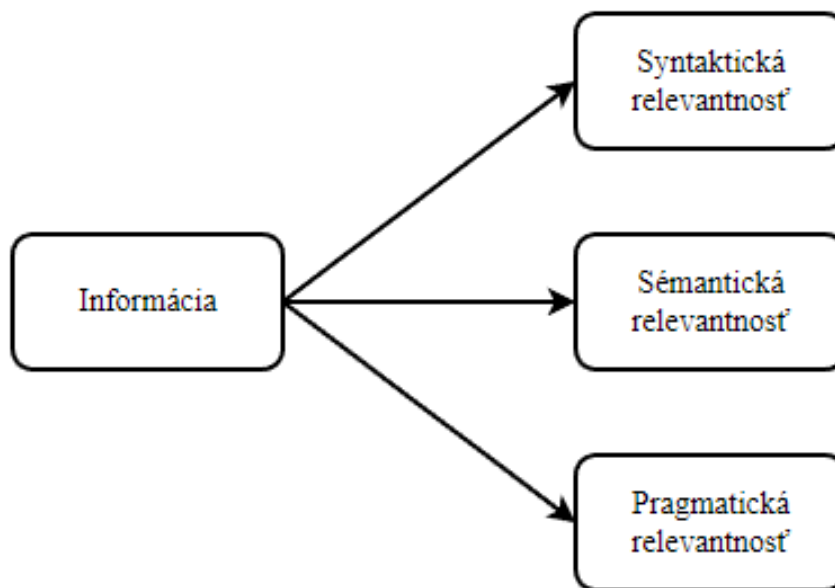 Syntaktická
relevantnosť
Informácia
Sémantická
relevantnosť
Pragmatická
relevantnosť